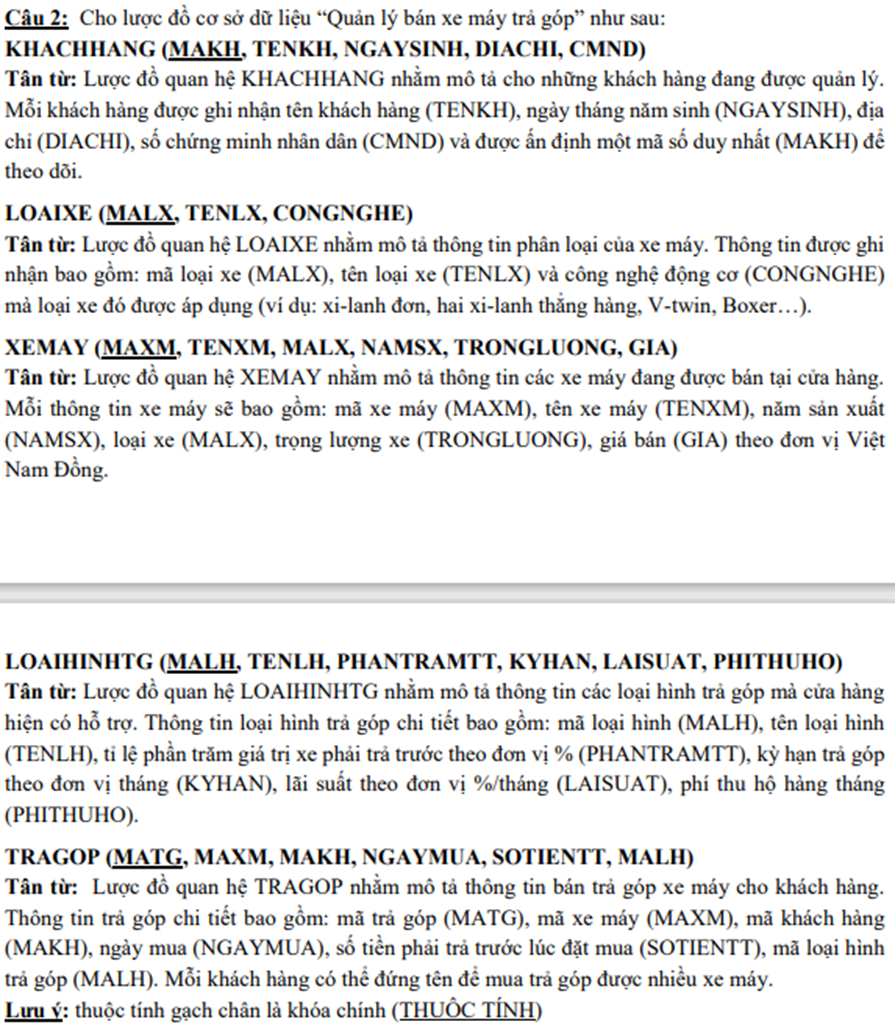 Câu 2: Cho lược đồ cơ sở dữ liệu “Quản lý bán xe máy trả góp” như sau:
KHACHHANG (MAKH, TENKH, NGAYSINH, DIACHI, CMND)
Tân từ: Lược đồ quan hệ KHACHHANG nhằm mô tả cho những khách hàng đang được quản lý.
Mỗi khách hàng được ghi nhận tên khách hàng (TENKH), ngày tháng năm sinh (NGAYSINH), địa
chỉ (DIACHI), số chứng minh nhân dân (CMND) và được ấn định một mã số duy nhất (MAKH) để
theo dõi.
LOAIXE (MALX, TENLX, CONGNGHE)
Tân từ: Lược đồ quan hệ LOAIXE nhằm mô tả thông tin phân loại của xe máy. Thông tin được ghi
nhận bao gồm: mã loại xe (MALX), tên loại xe (TENLX) và công nghệ động cơ (CONGNGHE)
mà loại xe đó được áp dụng (ví dụ: xi-lanh đơn, hai xi-lanh thẳng hàng, V-twin, Boxer…).
XEMAY (MAXM, TENXM, MALX, NAMSX, TRONGLUONG, GIA)
Tân từ: Lược đồ quan hệ XEMAY nhằm mô tả thông tin các xe máy đang được bán tại cửa hàng.
Mỗi thông tin xe máy sẽ bao gồm: mã xe máy (MAXM), tên xe máy (TENXM), năm sản xuất
(NAMSX), loại xe (MALX), trọng lượng xe (TRONGLUONG), giá bán (GIA) theo đơn vị Việt
Nam Đồng.
LOAIHINHTG (MALH, TENLH, PHANTRAMTT, KYHAN, LAISUAT, PHITHUHO)
Tân từ: Lược đồ quan hệ LOAIHINHTG nhằm mô tả thông tin các loại hình trả góp mà cửa hàng
hiện có hỗ trợ. Thông tin loại hình trả góp chi tiết bao gồm: mã loại hình (MALH), tên loại hình
(TENLH), tỉ lệ phần trăm giá trị xe phải trả trước theo đơn vị % (PHANTRAMTT), kỳ hạn trả góp
theo đơn vị tháng (KYHAN), lãi suất theo đơn vị %/tháng (LAISUAT), phí thu hộ hàng tháng
(PHITHUHO).
TRAGOP (MATG, MAXM, MAKH, NGAYMUA, SOTIENTT, MALH)
Tân từ: Lược đồ quan hệ TRAGOP nhằm mô tả thông tin bán trả góp xe máy cho khách hàng.
Thông tin trả góp chi tiết bao gồm: mã trả góp (MATG), mã xe máy (MAXM), mã khách hàng
(MAKH), ngày mua (NGAYMUA), số tiền phải trả trước lúc đặt mua (SOTIENTT), mã loại hình
trả góp (MALH). Mỗi khách hàng có thể đứng tên để mua trả góp được nhiều xe máy.
Lưu ý: thuộc tính gạch chân là khóa chính (THUỘC TÍNH)